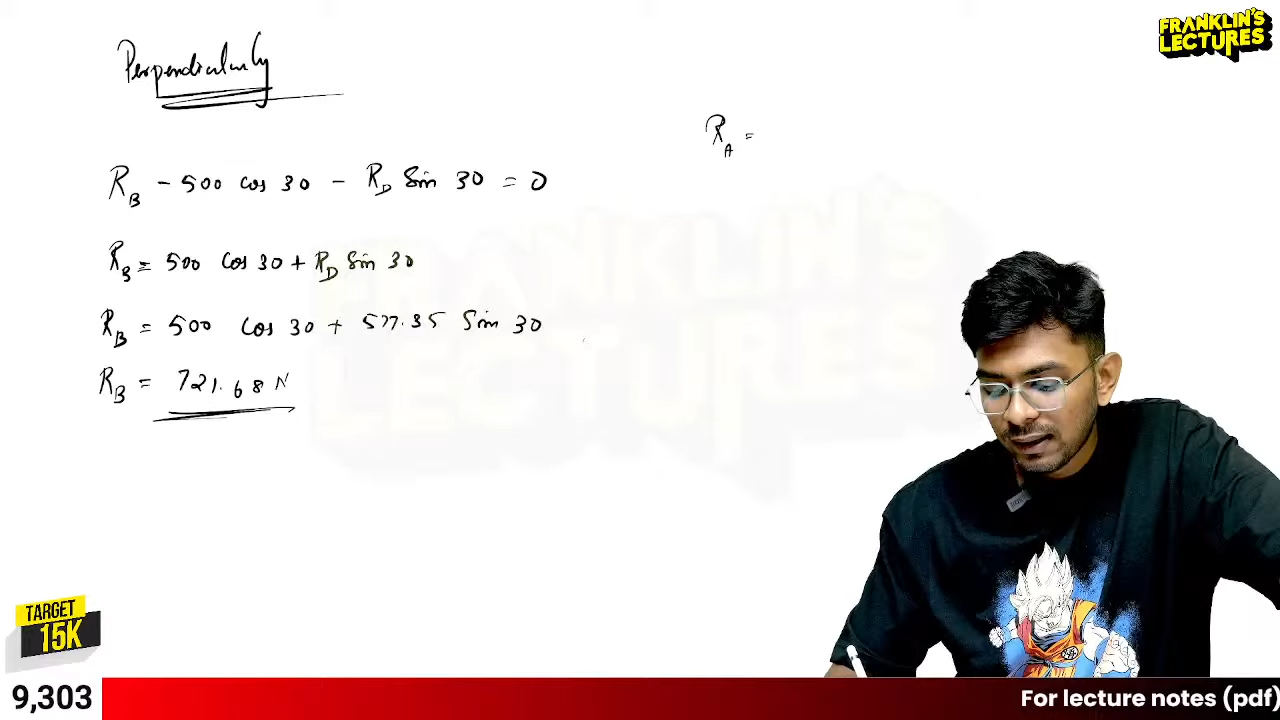 Perpendicularly
R_B - 500 cos 30 - R_D Sin 30 = 0
R_B = 500 cos 30 + R_D Sin 30
R_B = 500 cos 30 + 577.35 Sin 30
R_B = 721.68 N
R_A =
FRANKLIN'S
LECTURES
FRANKLIN'S
LECTURES
TARGET
15K
9,303
For lecture notes (pdf)